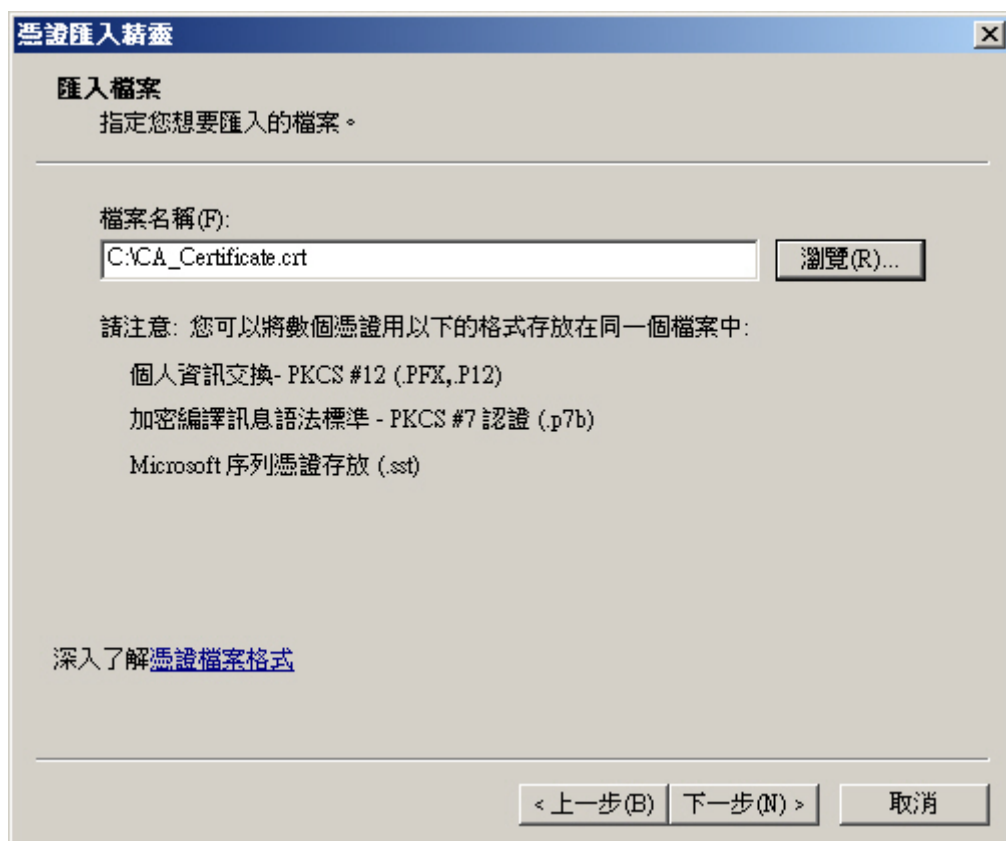 憑證匯入精靈
匯入檔案
指定您想要匯入的檔案。
檔案名稱(F):
C:\CA_Certificate.crt
瀏覽(R)...
請注意: 您可以將數個憑證用以下的格式存放在同一個檔案中:
個人資訊交換- PKCS #12 (.PFX,.P12)
加密編譯訊息語法標準 - PKCS #7 認證 (.p7b)
Microsoft 序列憑證存放 (.sst)
深入了解憑證檔案格式
< 上一步(B)
下一步(N) >
取消